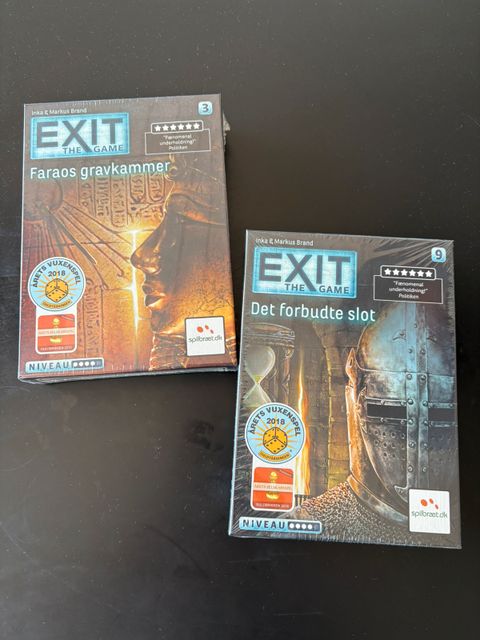 Inka & Markus Brand
3
EXIT
THE GAME
"Fænomenal
underholdning!"
Politiken
Faraos gravkammer
ÅRETS VUXENSPEL
2018
spilbræt.dk
NIVEAU
Inka & Markus Brand
9
EXIT
THE GAME
"Fænomenal
underholdning!"
Politiken
Det forbudte slot
ÅRETS VUXENSPEL
2018
spilbræt.dk
NIVEAU